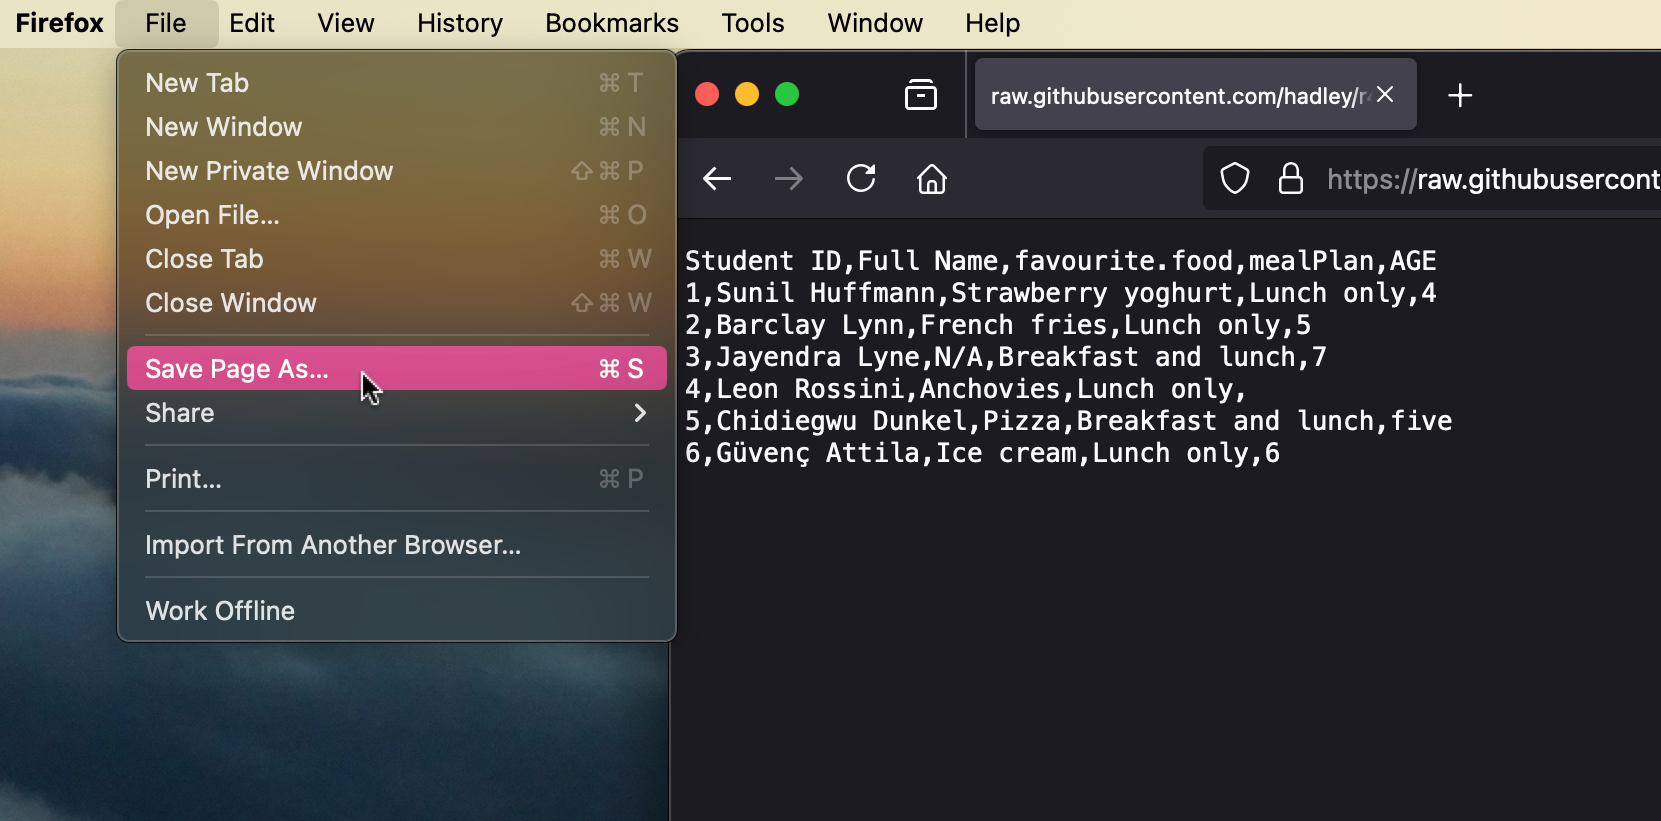 Firefox File Edit View History Bookmarks Tools Window Help
New Tab ⌘ T
New Window ⌘ N
New Private Window ⇧ ⌘ P
Open File... ⌘ O
Close Tab ⌘ W
Close Window ⇧ ⌘ W
Save Page As... ⌘ S
Share
Print... ⌘ P
Import From Another Browser...
Work Offline
raw.githubusercontent.com/hadley/r
https://raw.githubusercont
Student ID,Full Name,favourite.food,mealPlan,AGE
1,Sunil Huffmann,Strawberry yoghurt,Lunch only,4
2,Barclay Lynn,French fries,Lunch only,5
3,Jayendra Lyne,N/A,Breakfast and lunch,7
4,Leon Rossini,Anchovies,Lunch only,
5,Chidiegwu Dunkel,Pizza,Breakfast and lunch,five
6,Güvenç Attila,Ice cream,Lunch only,6